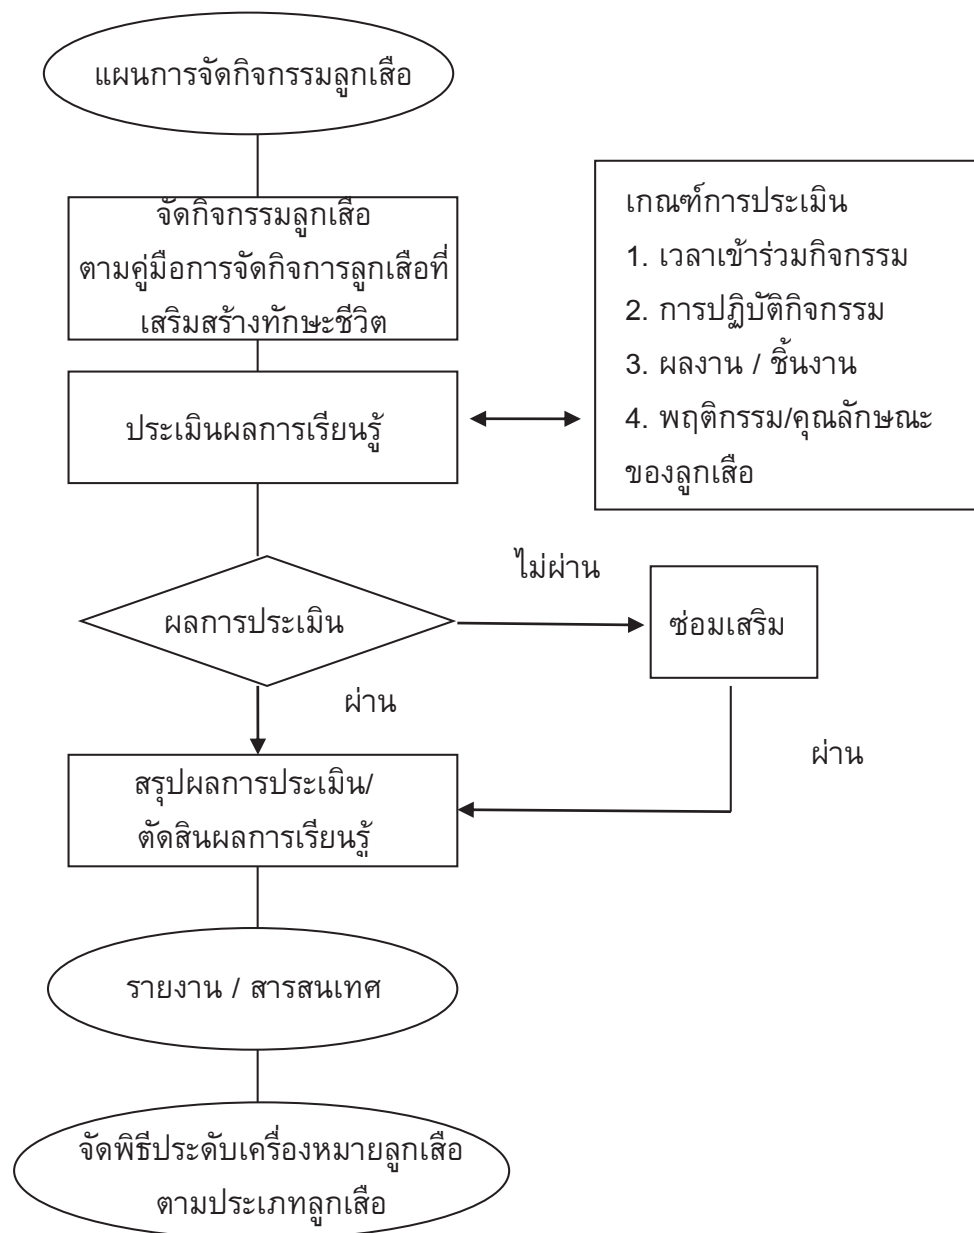 แผนการจัดกิจกรรมลูกเสือ
จัดกิจกรรมลูกเสือ
ตามคู่มือการจัดกิจการลูกเสือที่
เสริมสร้างทักษะชีวิต
ประเมินผลการเรียนรู้
เกณฑ์การประเมิน
1. เวลาเข้าร่วมกิจกรรม
2. การปฏิบัติกิจกรรม
3. ผลงาน / ชิ้นงาน
4. พฤติกรรม/คุณลักษณะ
ของลูกเสือ
ผลการประเมิน
ไม่ผ่าน
ซ่อมเสริม
ผ่าน
ผ่าน
สรุปผลการประเมิน/
ตัดสินผลการเรียนรู้
รายงาน / สารสนเทศ
จัดพิธีประดับเครื่องหมายลูกเสือ
ตามประเภทลูกเสือ